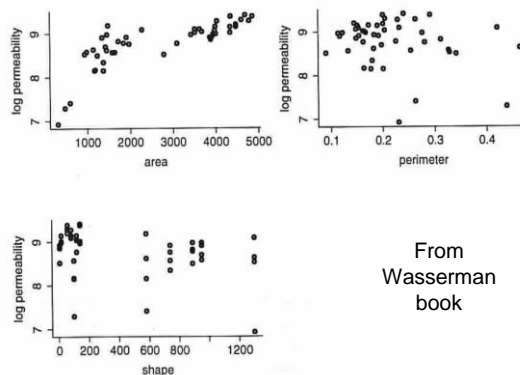 log permeability
9
8
7
1000 2000 3000 4000 5000
area
log permeability
9
8
7
0.1 0.2 0.3 0.4
perimeter
log permeability
9
8
7
0 200 400 600 800 1200
shape
From
Wasserman
book